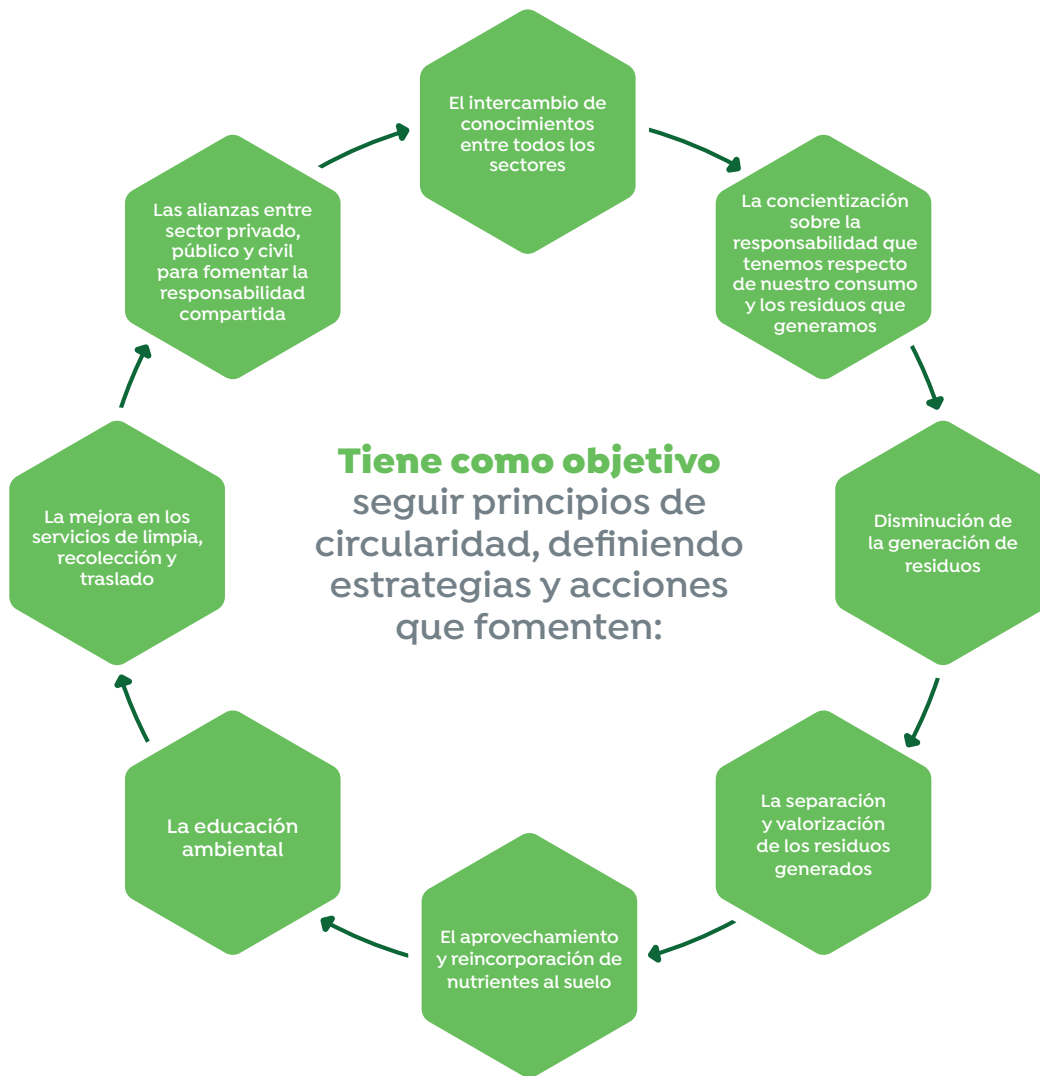 El intercambio de
conocimientos
entre todos los
sectores
La concientización
sobre la
responsabilidad que
tenemos respecto
de nuestro consumo
y los residuos que
generamos
Disminución de
la generación de
residuos
La separación
y valorización
de los residuos
generados
El aprovechamiento
y reincorporación de
nutrientes al suelo
La educación
ambiental
La mejora en los
servicios de limpia,
recolección y
traslado
Las alianzas entre
sector privado,
público y civil
para fomentar la
responsabilidad
compartida
Tiene como objetivo
seguir principios de
circularidad, definiendo
estrategias y acciones
que fomenten: